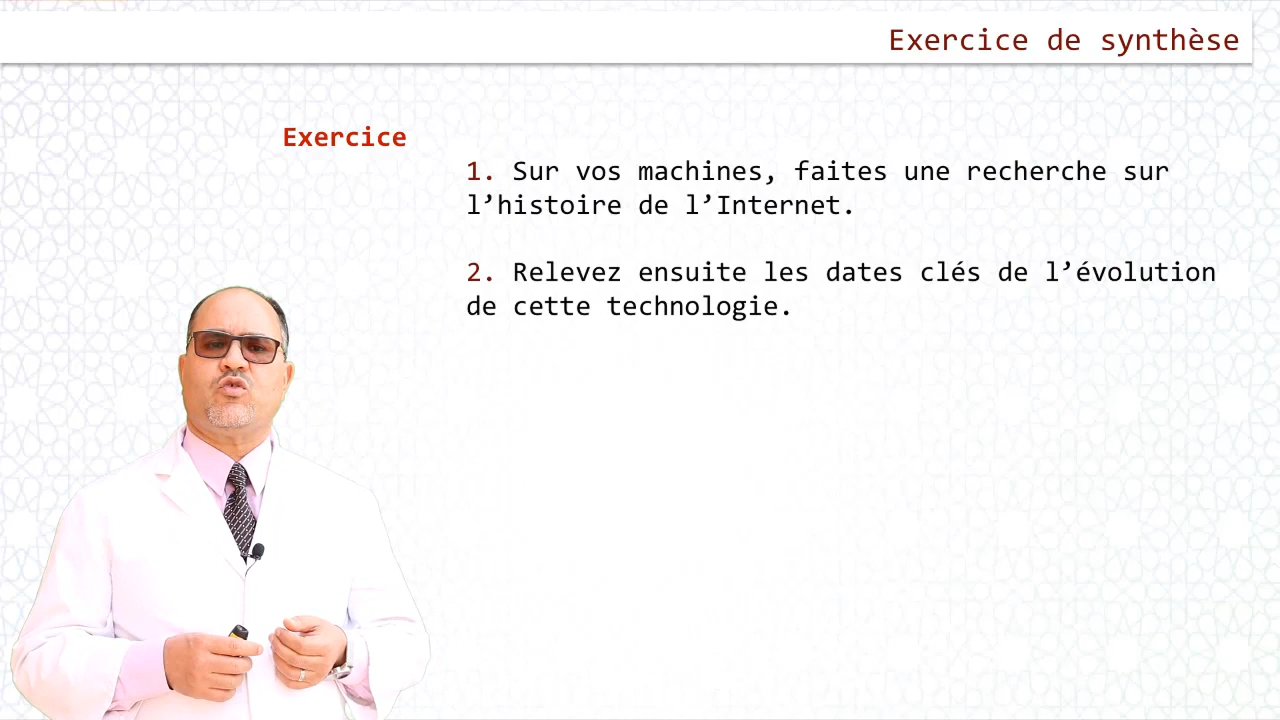 Exercice de synthèse
Exercice
1. Sur vos machines, faites une recherche sur
l’histoire de l’Internet.
2. Relevez ensuite les dates clés de l’évolution
de cette technologie.